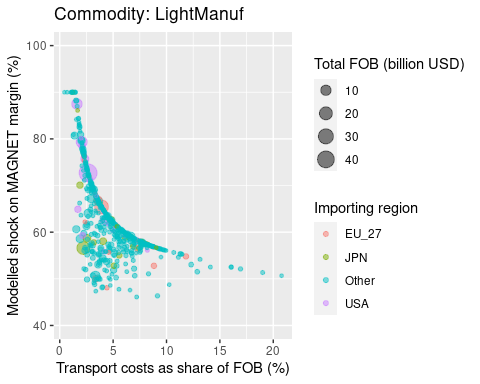 Commodity: LightManuf
Modelled shock on MAGNET margin (%)
100
80
60
40
0
5
10
15
20
Transport costs as share of FOB (%)
Total FOB (billion USD)
10
20
30
40
Importing region
EU_27
JPN
Other
USA